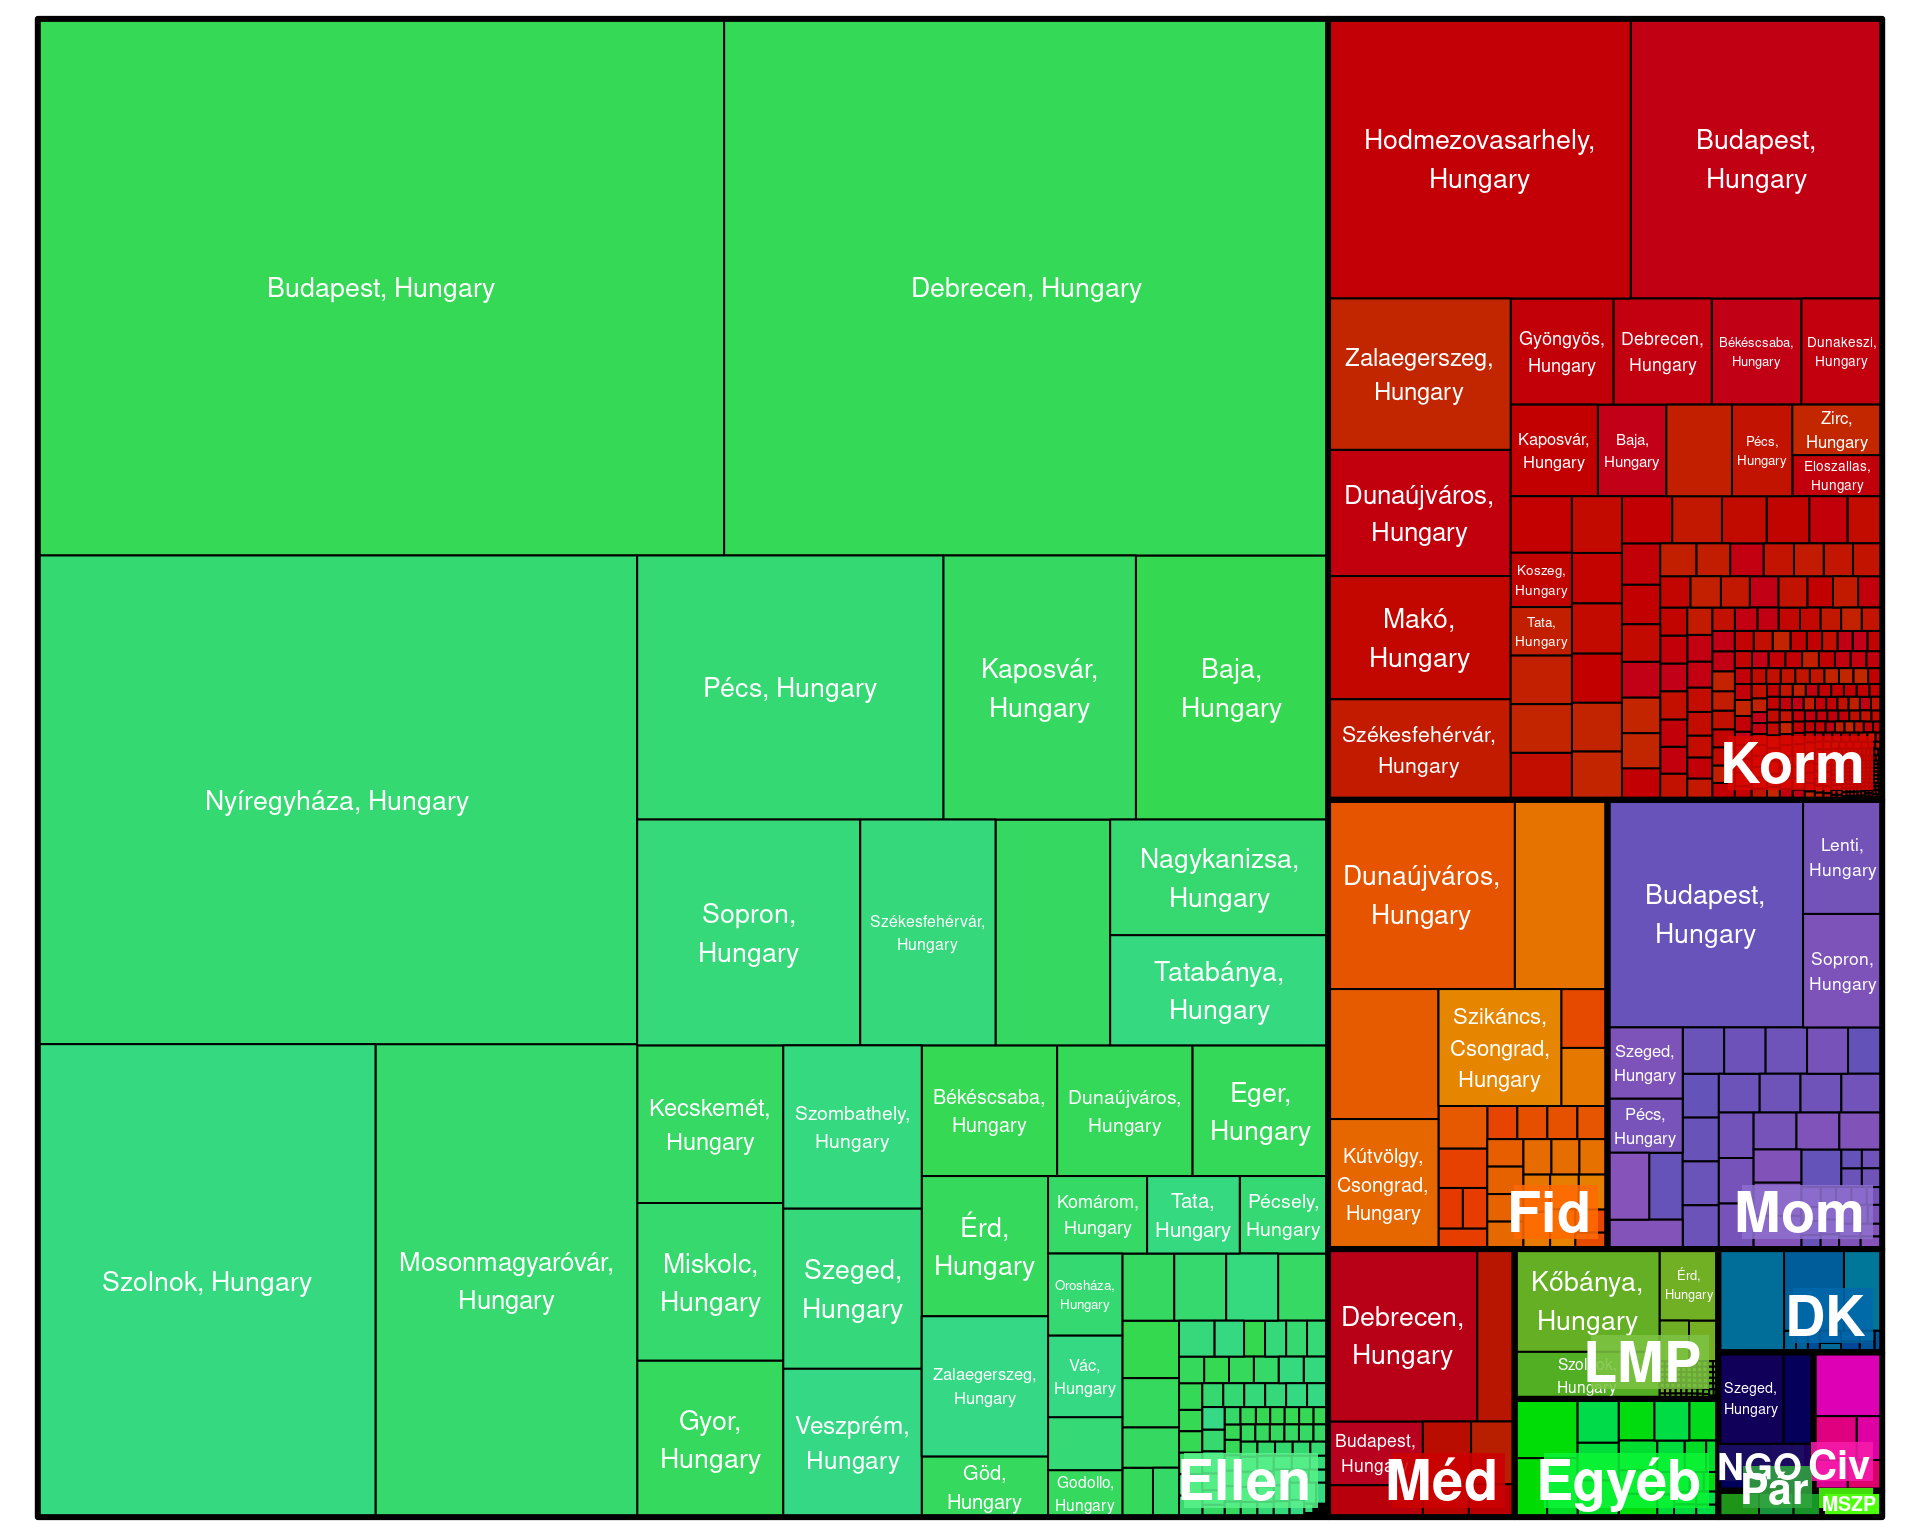 Budapest, Hungary
Debrecen, Hungary
Nyíregyháza, Hungary
Pécs, Hungary
Kaposvár,
Hungary
Baja,
Hungary
Sopron,
Hungary
Székesfehérvár,
Hungary
Nagykanizsa,
Hungary
Tatabánya,
Hungary
Szolnok, Hungary
Mosonmagyaróvár,
Hungary
Kecskemét,
Hungary
Miskolc,
Hungary
Gyor,
Hungary
Szombathely,
Hungary
Szeged,
Hungary
Veszprém,
Hungary
Békéscsaba,
Hungary
Dunaújváros,
Hungary
Eger,
Hungary
Érd,
Hungary
Zalaegerszeg,
Hungary
Göd,
Hungary
Komárom,
Hungary
Tata,
Hungary
Pécsely,
Hungary
Orosháza,
Hungary
Vác,
Hungary
Godollo,
Hungary
Ellen
Hodmezovasarhely,
Hungary
Budapest,
Hungary
Zalaegerszeg,
Hungary
Dunaújváros,
Hungary
Makó,
Hungary
Székesfehérvár,
Hungary
Gyöngyös,
Hungary
Debrecen,
Hungary
Békéscsaba,
Hungary
Dunakeszi,
Hungary
Kaposvár,
Hungary
Baja,
Hungary
Pécs,
Hungary
Zirc,
Hungary
Eloszallas,
Hungary
Koszeg,
Hungary
Tata,
Hungary
Korm
Dunaújváros,
Hungary
Szikáncs,
Csongrad,
Hungary
Kútvölgy,
Csongrad,
Hungary
Fid
Budapest,
Hungary
Lenti,
Hungary
Sopron,
Hungary
Szeged,
Hungary
Pécs,
Hungary
Mom
Debrecen,
Hungary
Budapest,
Hungary
Méd
Kőbánya,
Hungary
Érd,
Hungary
Szolnok,
Hungary
LMP
Egyéb
DK
Szeged,
Hungary
NGO
Civ
Pár
MSZP